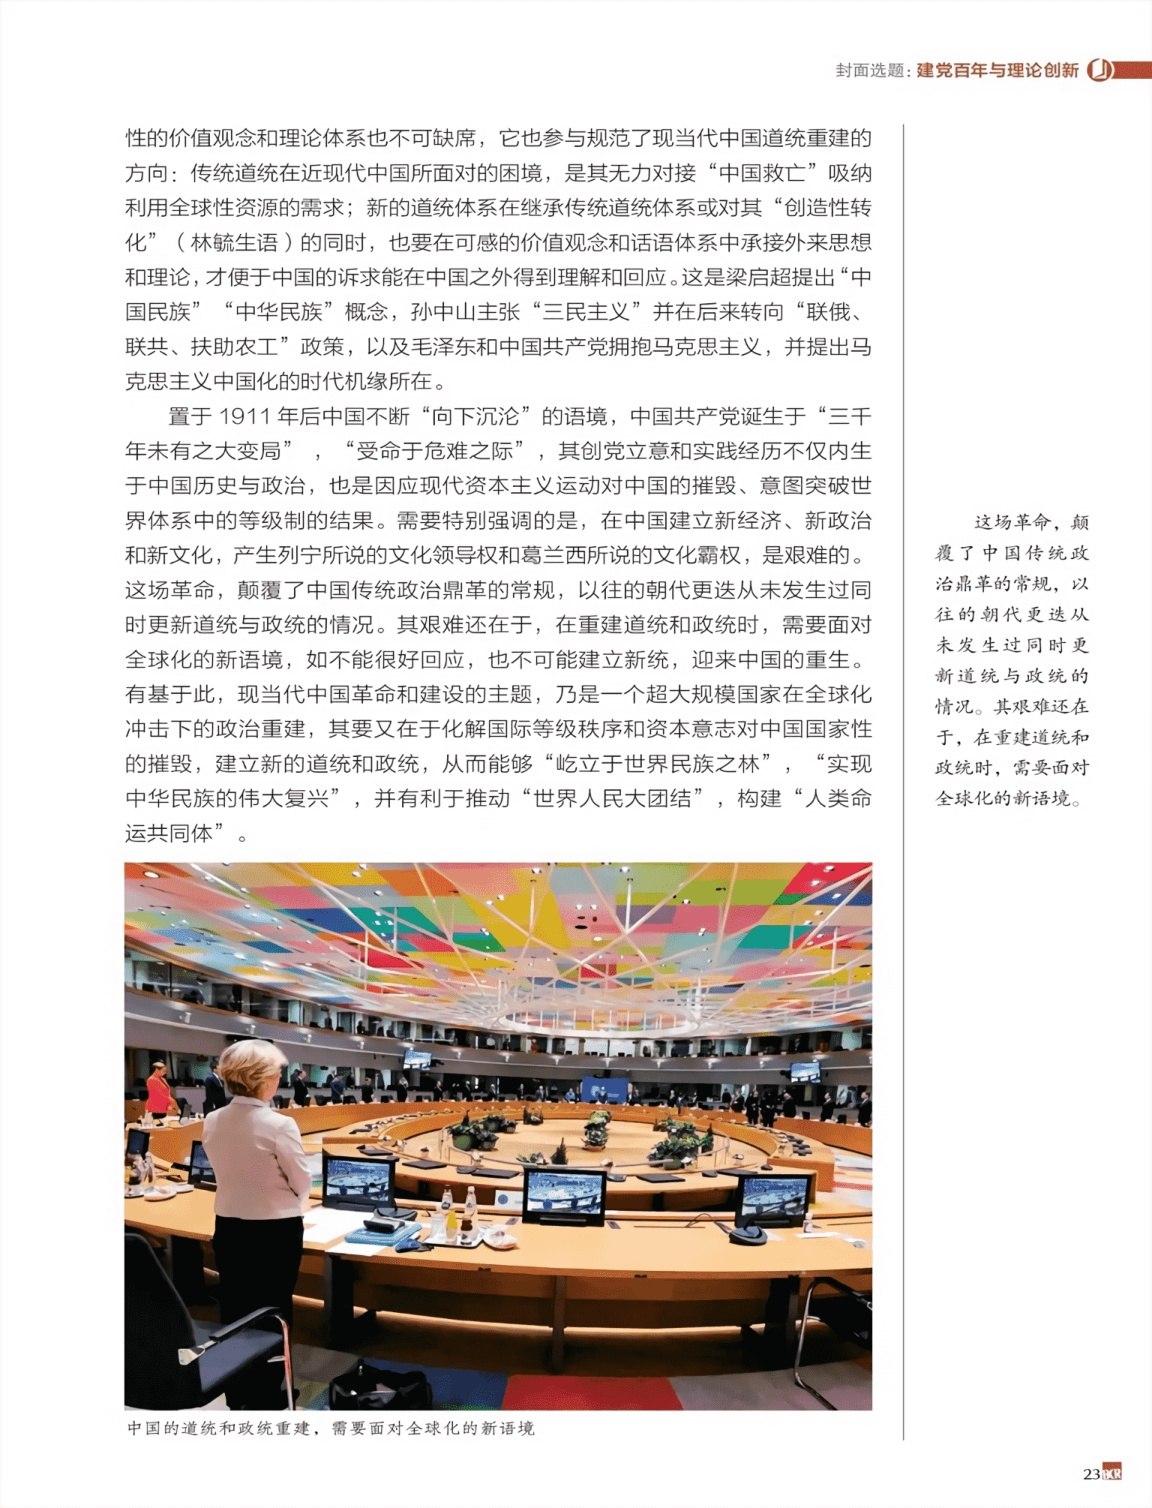 封面选题：建党百年与理论创新
性的价值观念和理论体系也不可缺席，它也参与规范了现当代中国道统重建的
方向：传统道统在近现代中国所面对的困境，是其无力对接“中国救亡”吸纳
利用全球性资源的需求；新的道统体系在继承传统道统体系或对其“创造性转
化”（林毓生语）的同时，也要在可感的价值观念和话语体系中承接外来思想
和理论，才便于中国的诉求能在中国之外得到理解和回应。这是梁启超提出“中
国民族”“中华民族”概念，孙中山主张“三民主义”并在后来转向“联俄、
联共、扶助农工”政策，以及毛泽东和中国共产党拥抱马克思主义，并提出马
克思主义中国化的时代机缘所在。
置于 1911 年后中国不断“向下沉沦”的语境，中国共产党诞生于“三千
年未有之大变局”，“受命于危难之际”，其创党立意和实践经历不仅内生
于中国历史与政治，也是因应现代资本主义运动对中国的摧毁、意图突破世
界体系中的等级制的结果。需要特别强调的是，在中国建立新经济、新政治
和新文化，产生列宁所说的文化领导权和葛兰西所说的文化霸权，是艰难的。
这场革命，颠覆了中国传统政治鼎革的常规，以往的朝代更迭从未发生过同
时更新道统与政统的情况。其艰难还在于，在重建道统和政统时，需要面对
全球化的新语境，如不能很好回应，也不可能建立新统，迎来中国的重生。
有基于此，现当代中国革命和建设的主题，乃是一个超大规模国家在全球化
冲击下的政治重建，其要又在于化解国际等级秩序和资本意志对中国国家性
的摧毁，建立新的道统和政统，从而能够“屹立于世界民族之林”，“实现
中华民族的伟大复兴”，并有利于推动“世界人民大团结”，构建“人类命
运共同体”。
这场革命，颠
覆了中国传统政
治鼎革的常规，以
往的朝代更迭从
未发生过同时更
新道统与政统的
情况。其艰难还在
于，在重建道统和
政统时，需要面对
全球化的新语境。
中国的道统和政统重建，需要面对全球化的新语境
23